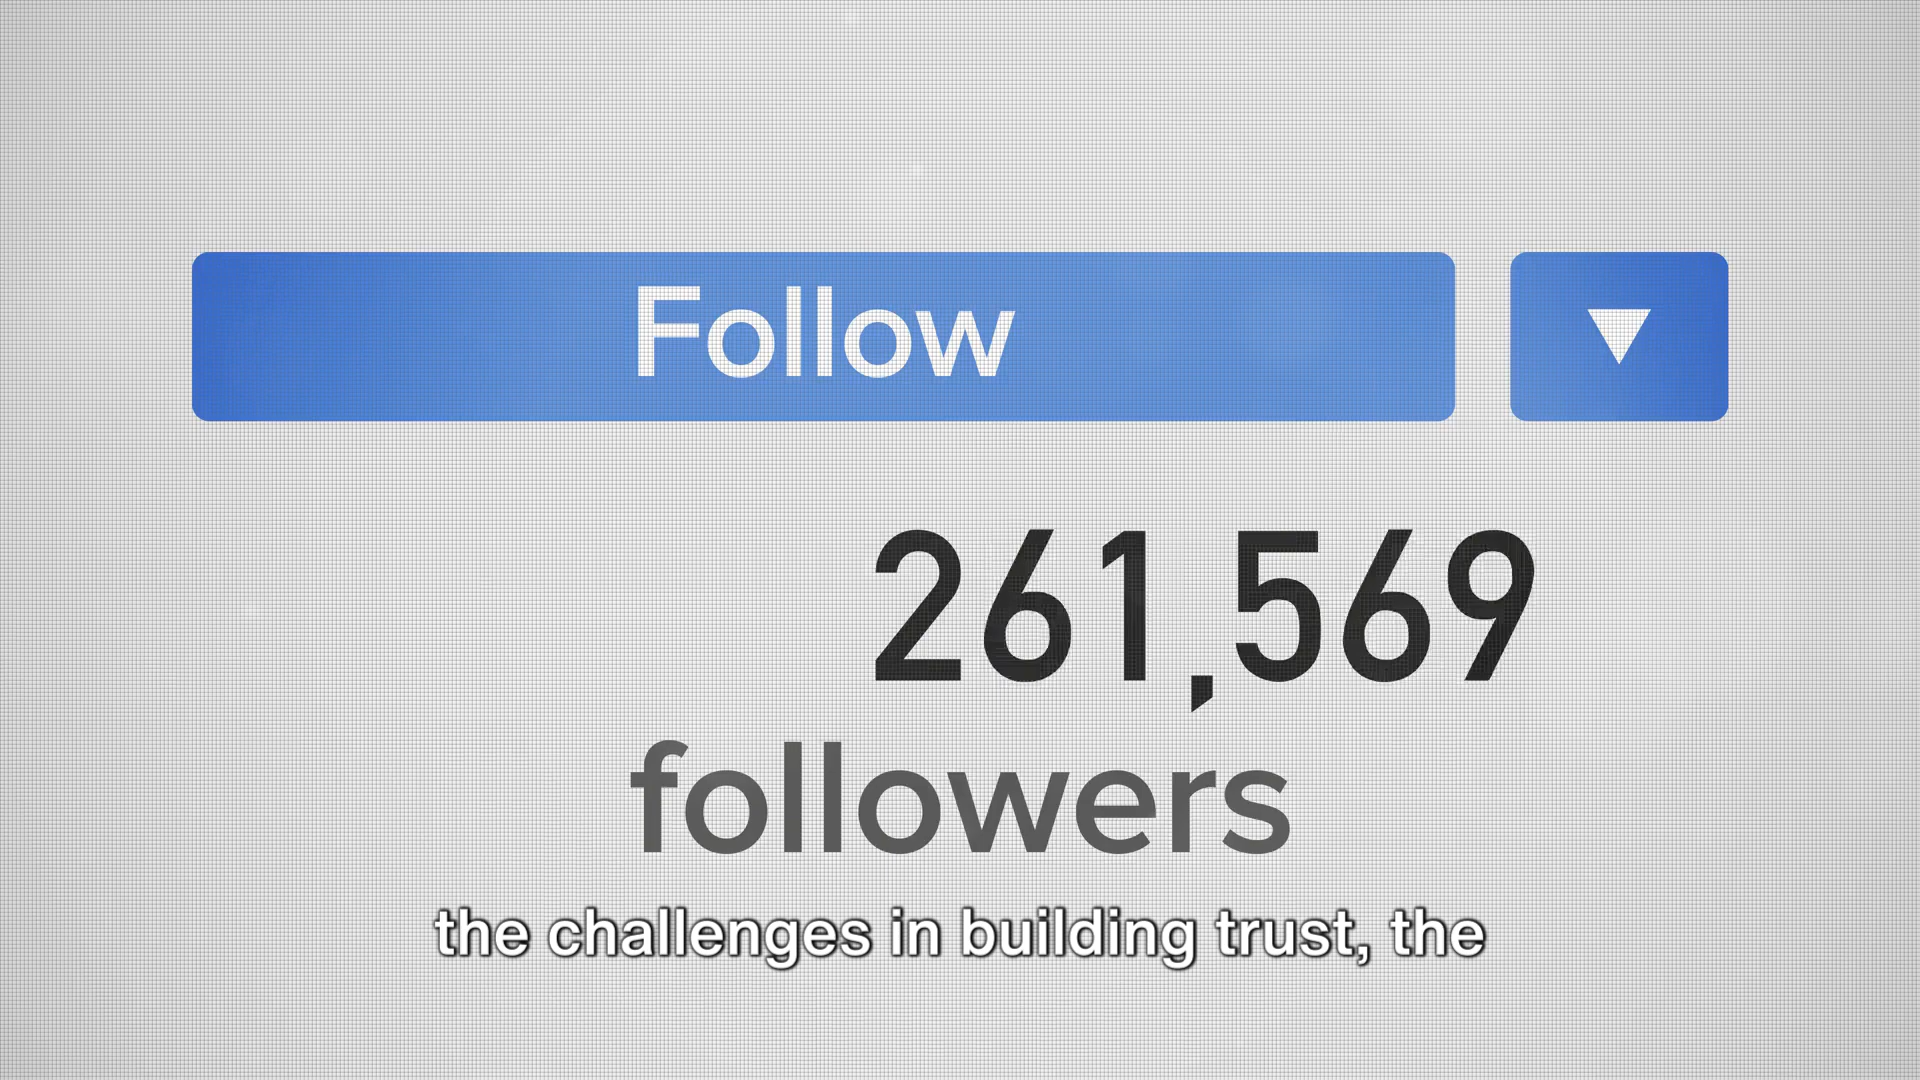 Follow
261,569
followers
the challenges in building trust, the